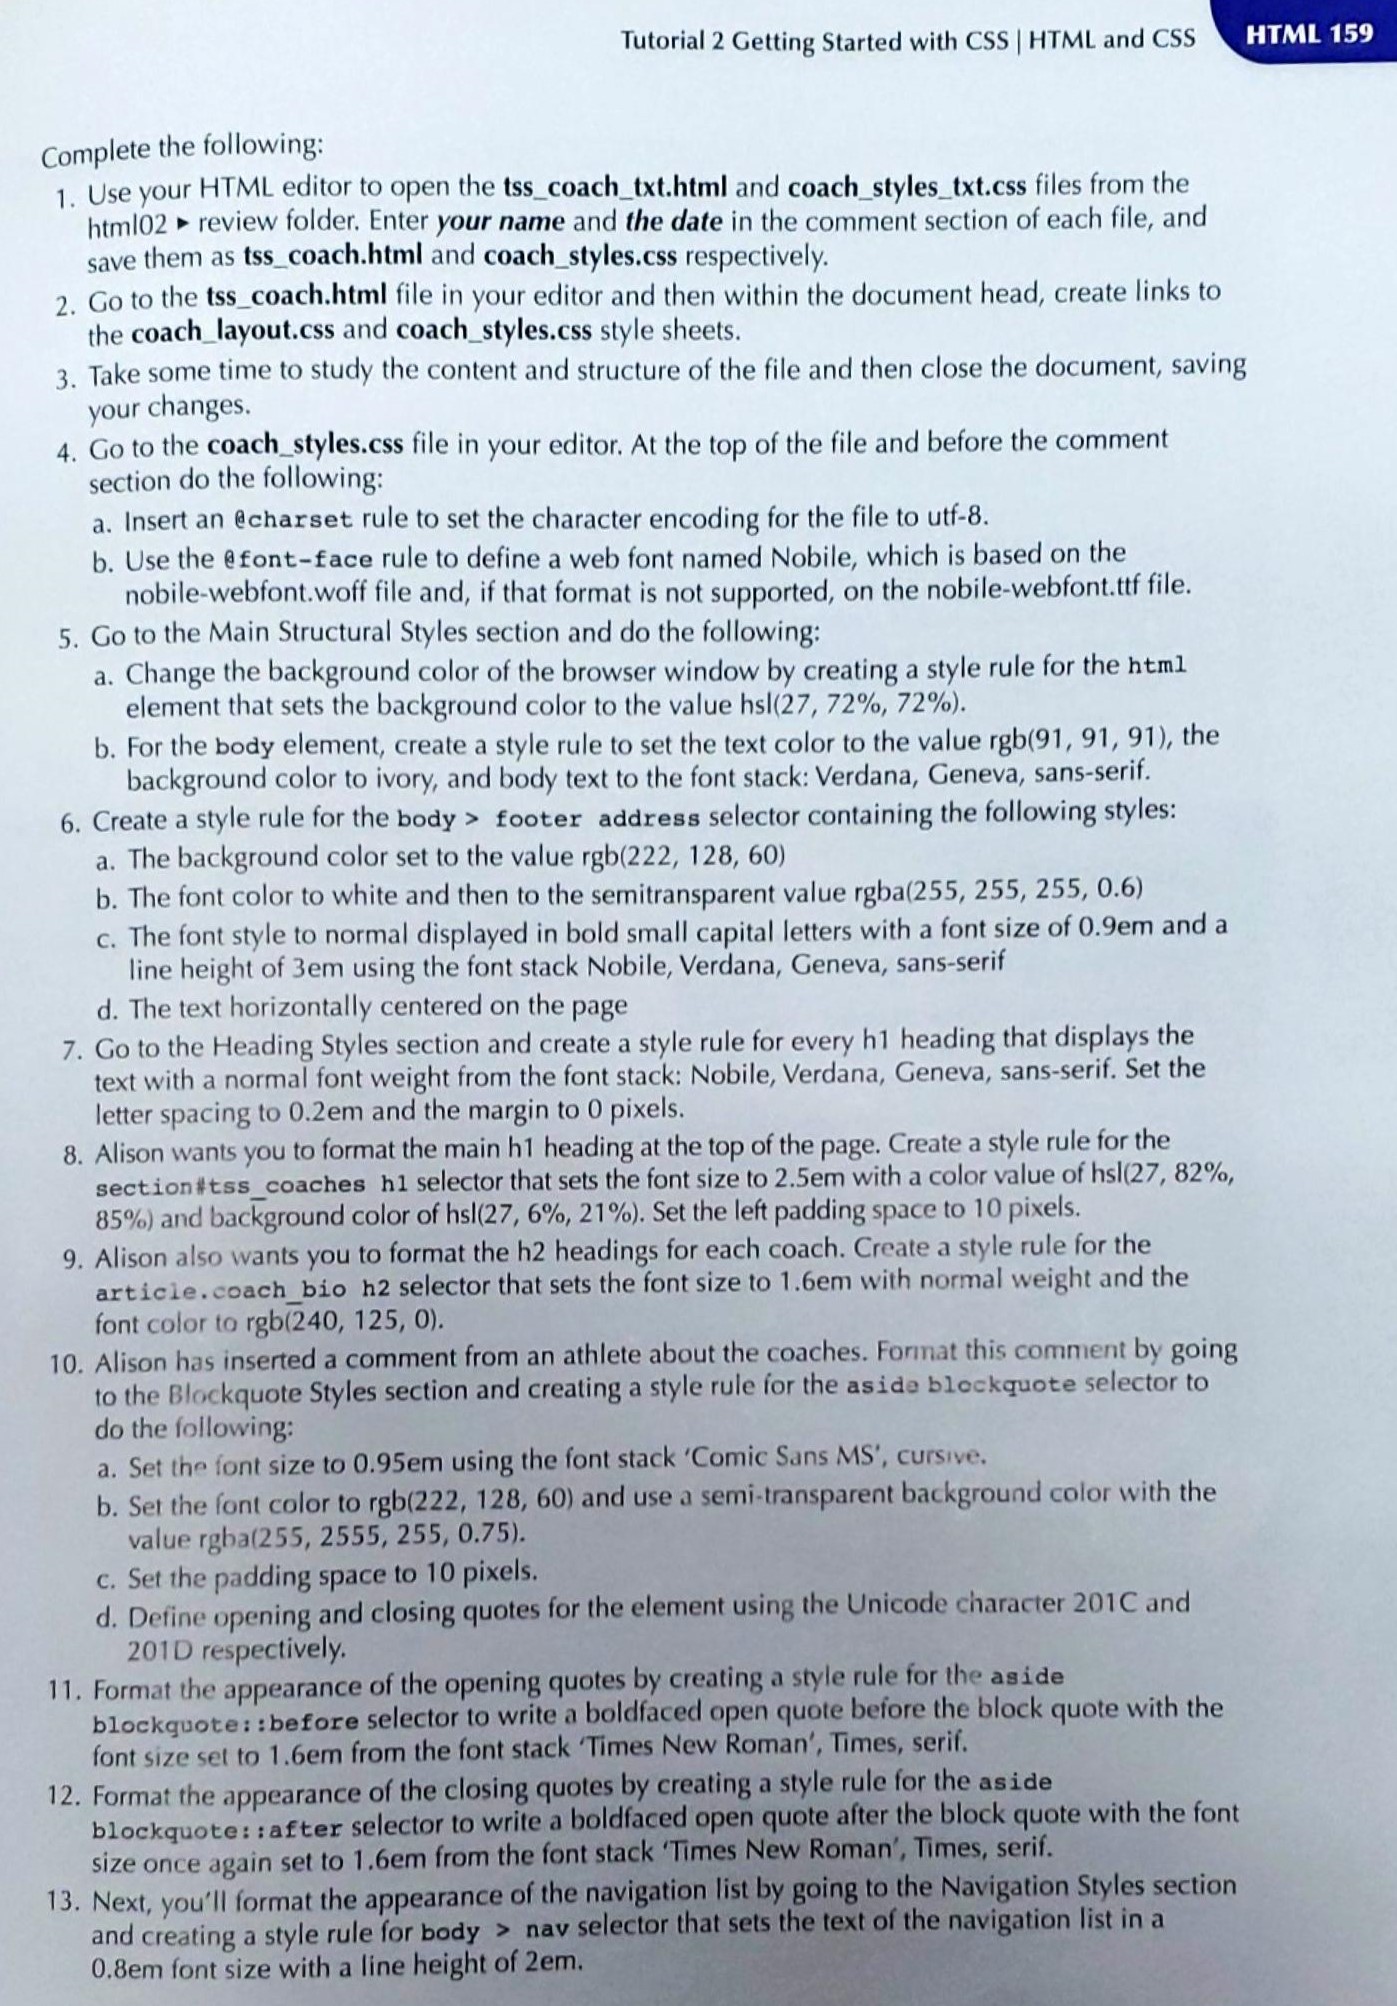 Tutorial 2 Getting Started with CSS | HTML and CSS HTML 159
Complete the following:
1. Use your HTML editor to open the tss_coach_txt.html and coach_styles_txt.css files from the
html02 ▸ review folder. Enter your name and the date in the comment section of each file, and
save them as tss_coach.html and coach_styles.css respectively.
2. Go to the tss_coach.html file in your editor and then within the document head, create links to
the coach_layout.css and coach_styles.css style sheets.
3. Take some time to study the content and structure of the file and then close the document, saving
your changes.
4. Go to the coach_styles.css file in your editor. At the top of the file and before the comment
section do the following:
a. Insert an @charset rule to set the character encoding for the file to utf-8.
b. Use the @font-face rule to define a web font named Nobile, which is based on the
nobile-webfont.woff file and, if that format is not supported, on the nobile-webfont.ttf file.
5. Go to the Main Structural Styles section and do the following:
a. Change the background color of the browser window by creating a style rule for the html
element that sets the background color to the value hsl(27, 72%, 72%).
b. For the body element, create a style rule to set the text color to the value rgb(91, 91, 91), the
background color to ivory, and body text to the font stack: Verdana, Geneva, sans-serif.
6. Create a style rule for the body > footer address selector containing the following styles:
a. The background color set to the value rgb(222, 128, 60)
b. The font color to white and then to the semitransparent value rgba(255, 255, 255, 0.6)
c. The font style to normal displayed in bold small capital letters with a font size of 0.9em and a
line height of 3em using the font stack Nobile, Verdana, Geneva, sans-serif
d. The text horizontally centered on the page
7. Go to the Heading Styles section and create a style rule for every h1 heading that displays the
text with a normal font weight from the font stack: Nobile, Verdana, Geneva, sans-serif. Set the
letter spacing to 0.2em and the margin to 0 pixels.
8. Alison wants you to format the main h1 heading at the top of the page. Create a style rule for the
section#tss_coaches h1 selector that sets the font size to 2.5em with a color value of hsl(27, 82%,
85%) and background color of hsl(27, 6%, 21%). Set the left padding space to 10 pixels.
9. Alison also wants you to format the h2 headings for each coach. Create a style rule for the
article.coach_bio h2 selector that sets the font size to 1.6em with normal weight and the
font color to rgb(240, 125, 0).
10. Alison has inserted a comment from an athlete about the coaches. Format this comment by going
to the Blockquote Styles section and creating a style rule for the aside blockquote selector to
do the following:
a. Set the font size to 0.95em using the font stack 'Comic Sans MS', cursive.
b. Set the font color to rgb(222, 128, 60) and use a semi-transparent background color with the
value rgba(255, 2555, 255, 0.75).
c. Set the padding space to 10 pixels.
d. Define opening and closing quotes for the element using the Unicode character 201C and
201D respectively.
11. Format the appearance of the opening quotes by creating a style rule for the aside
blockquote::before selector to write a boldfaced open quote before the block quote with the
font size set to 1.6em from the font stack 'Times New Roman', Times, serif.
12. Format the appearance of the closing quotes by creating a style rule for the aside
blockquote::after selector to write a boldfaced open quote after the block quote with the font
size once again set to 1.6em from the font stack 'Times New Roman', Times, serif.
13. Next, you'll format the appearance of the navigation list by going to the Navigation Styles section
and creating a style rule for body > nav selector that sets the text of the navigation list in a
0.8em font size with a line height of 2em.